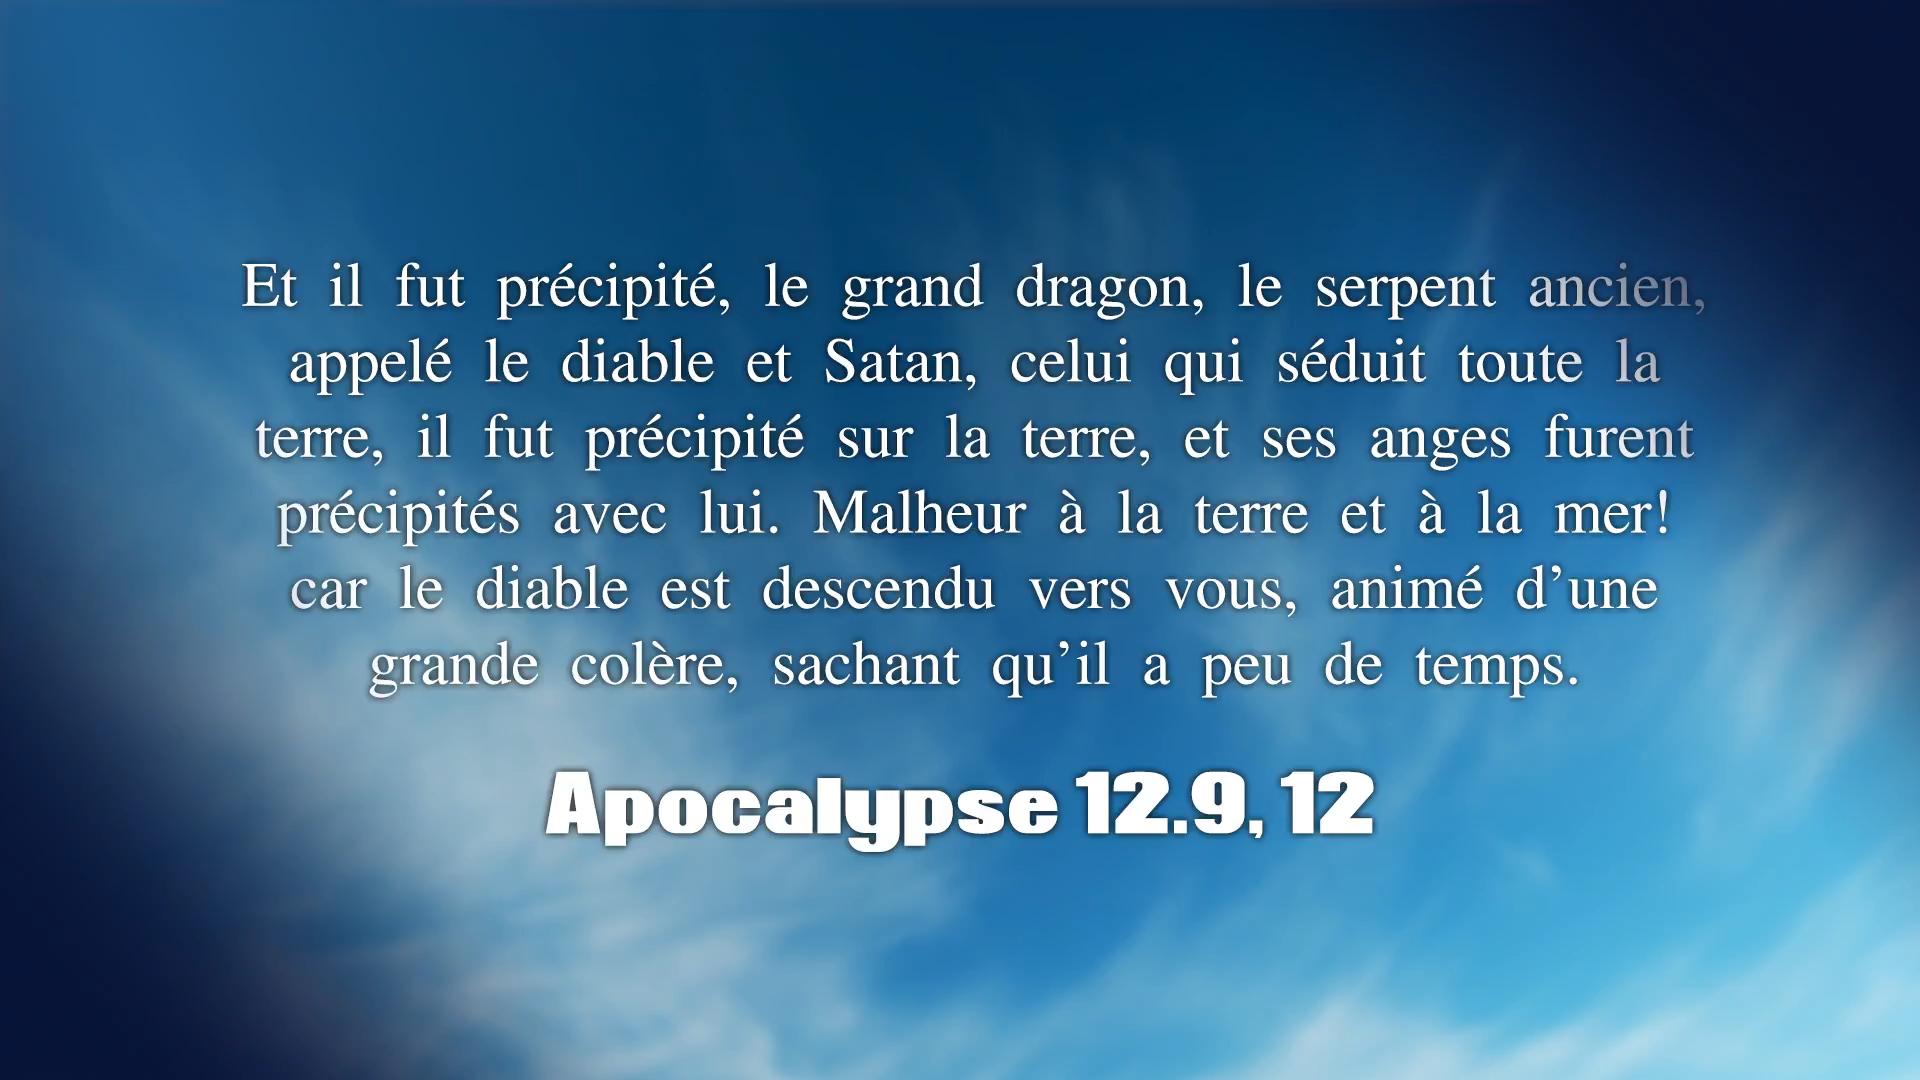 Et il fut précipité, le grand dragon, le serpent ancien,
appelé le diable et Satan, celui qui séduit toute la
terre, il fut précipité sur la terre, et ses anges furent
précipités avec lui. Malheur à la terre et à la mer!
car le diable est descendu vers vous, animé d’une
grande colère, sachant qu’il a peu de temps.
Apocalypse 12.9, 12